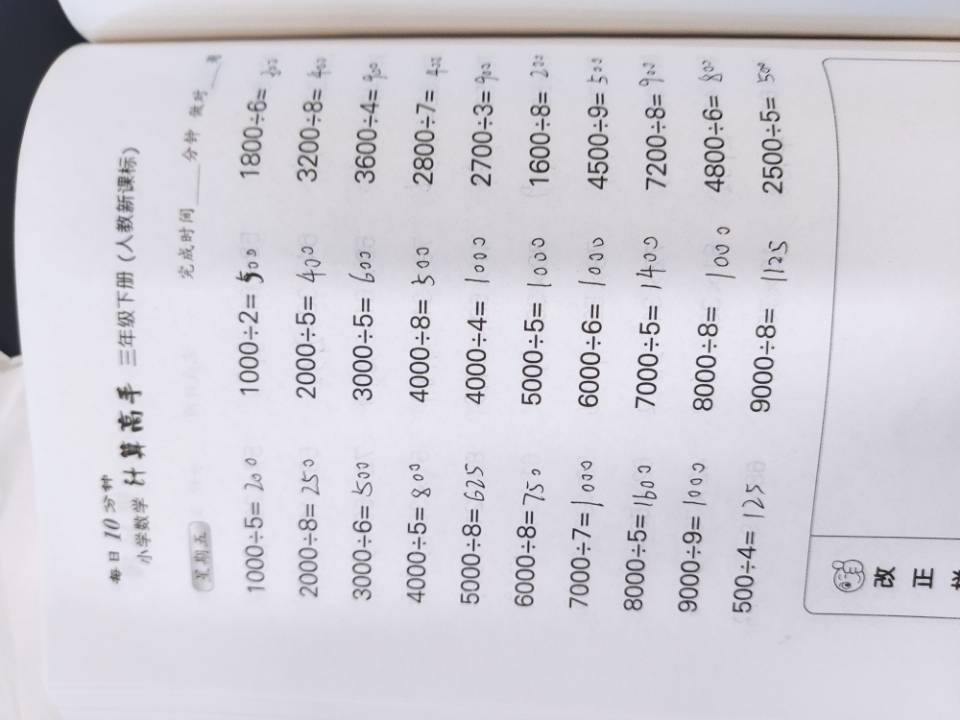 每日10分钟
小学数学 计算高手 三年级下册(人教新课标)
星期五 完成时间____分钟 做对___
1000÷5=200 1000÷2=500 1800÷6=300
2000÷8=250 2000÷5=400 3200÷8=400
3000÷6=500 3000÷5=600 3600÷4=900
4000÷5=800 4000÷8=500 2800÷7=400
5000÷8=625 4000÷4=1000 2700÷3=900
6000÷8=750 5000÷5=1000 1600÷8=200
7000÷7=1000 6000÷6=1000 4500÷9=500
8000÷5=1600 7000÷5=1400 7200÷8=900
9000÷9=1000 8000÷8=1000 4800÷6=800
500÷4=125 9000÷8=1125 2500÷5=500
改
正